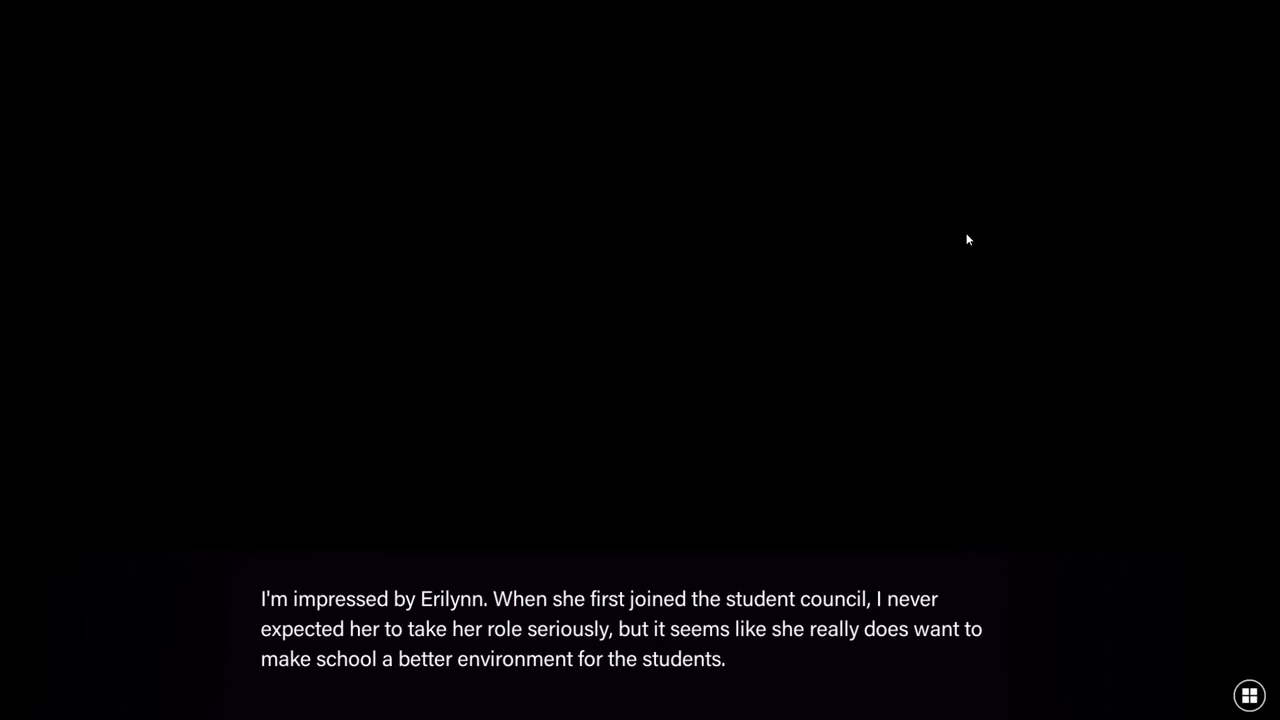 I'm impressed by Erilynn. When she first joined the student council, I never
expected her to take her role seriously, but it seems like she really does want to
make school a better environment for the students.